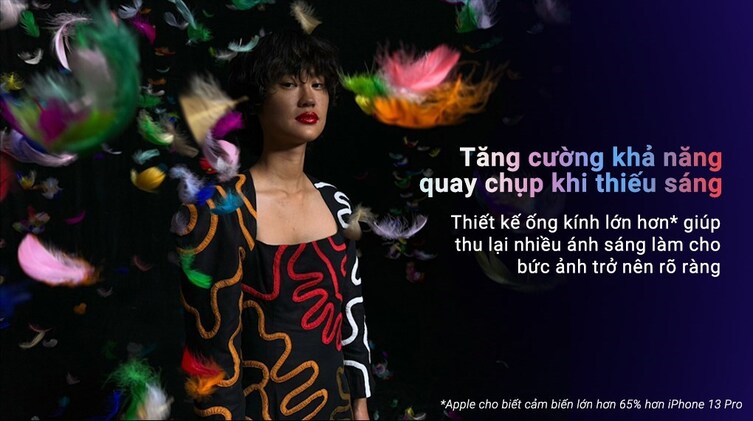 Tăng cường khả năng
quay chụp khi thiếu sáng
Thiết kế ống kính lớn hơn* giúp
thu lại nhiều ánh sáng làm cho
bức ảnh trở nên rõ ràng
*Apple cho biết cảm biến lớn hơn 65% hơn iPhone 13 Pro